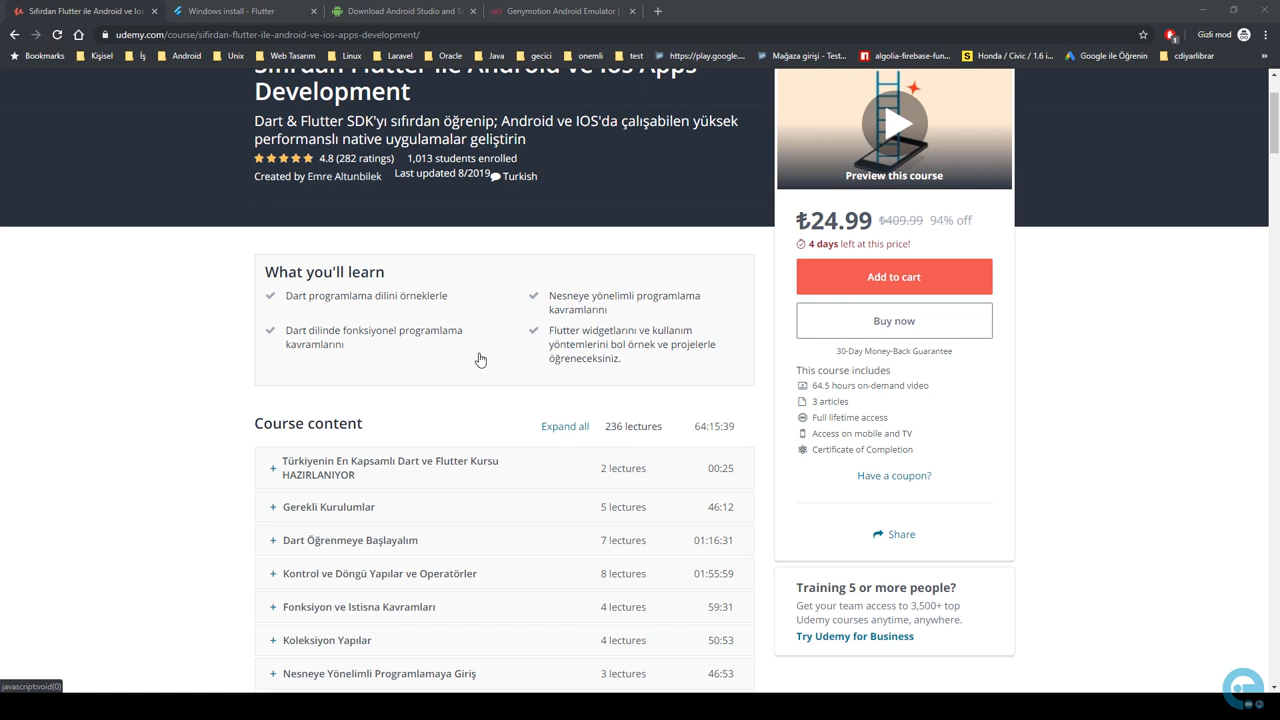 Sıfırdan Flutter ile Android ve Ios
Windows install - Flutter
Download Android Studio and S
Genymotion Android Emulator |
udemy.com/course/sifirdan-flutter-ile-android-ve-ios-apps-development/
Gizli mod
Bookmarks
Kişisel
İş
Android
Unix
Web Tasarım
Linux
Laravel
Oracle
Java
gecici
onemli
test
https://play.google....
Mağaza girişi - Test...
algolia-firebase-fun...
Honda / Civic / 1.6 i...
Google ile Öğrenin
cdiyarlibrar
»
Sıfırdan Flutter ile Android ve Ios Apps
Development
Dart & Flutter SDK'yı sıfırdan öğrenip; Android ve IOS'da çalışabilen yüksek
performanslı native uygulamalar geliştirin
4.8 (282 ratings) 1,013 students enrolled
Created by Emre Altunbilek Last updated 8/2019 Turkish
Preview this course
₺24.99 ₺409.99 94% off
4 days left at this price!
Add to cart
Buy now
30-Day Money-Back Guarantee
This course includes
64.5 hours on-demand video
3 articles
Full lifetime access
Access on mobile and TV
Certificate of Completion
Have a coupon?
Share
Training 5 or more people?
Get your team access to 3,500+ top
Udemy courses anytime, anywhere.
Try Udemy for Business
What you'll learn
Dart programlama dilini örneklerle
Dart dilinde fonksiyonel programlama
kavramlarını
Nesneye yönelimli programlama
kavramlarını
Flutter widgetlarını ve kullanım
yöntemlerini bol örnek ve projelerle
öğreneceksiniz.
Course content Expand all 236 lectures 64:15:39
+ Türkiyenin En Kapsamlı Dart ve Flutter Kursu
HAZIRLANIYOR 2 lectures 00:25
+ Gerekli Kurulumlar 5 lectures 46:12
+ Dart Öğrenmeye Başlayalım 7 lectures 01:16:31
+ Kontrol ve Döngü Yapılar ve Operatörler 8 lectures 01:55:59
+ Fonksiyon ve Istisna Kavramları 4 lectures 59:31
+ Koleksiyon Yapılar 4 lectures 50:53
+ Nesneye Yönelimli Programlamaya Giriş 3 lectures 46:53
javascript:void(0)